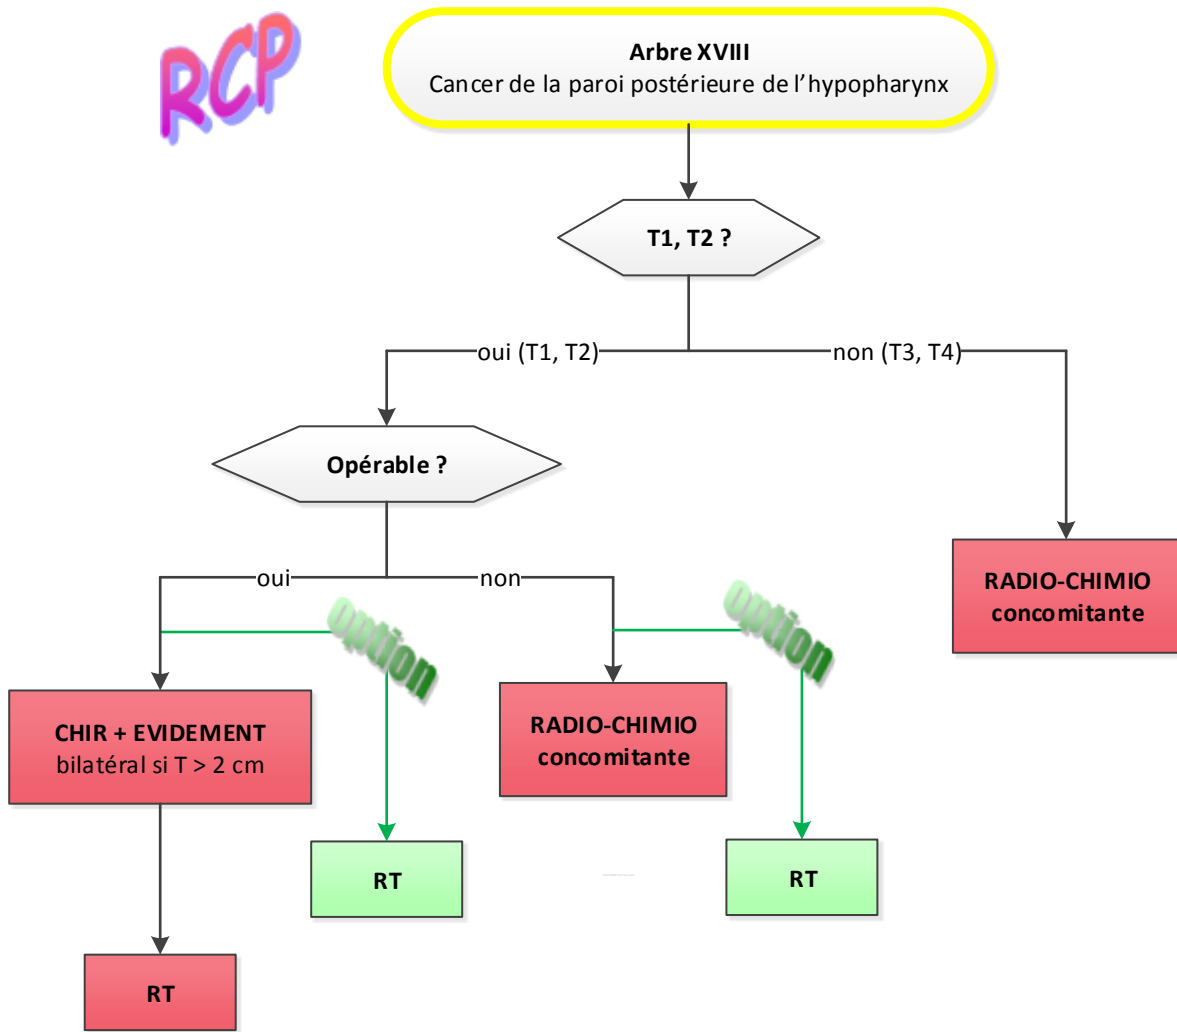 RCP
Arbre XVIII
Cancer de la paroi postérieure de l'hypopharynx
T1, T2 ?
oui (T1, T2)
non (T3, T4)
Opérable ?
oui
non
option
option
RADIO-CHIMIO
concomitante
CHIR + EVIDEMENT
bilatéral si T > 2 cm
RADIO-CHIMIO
concomitante
RT
RT
RT